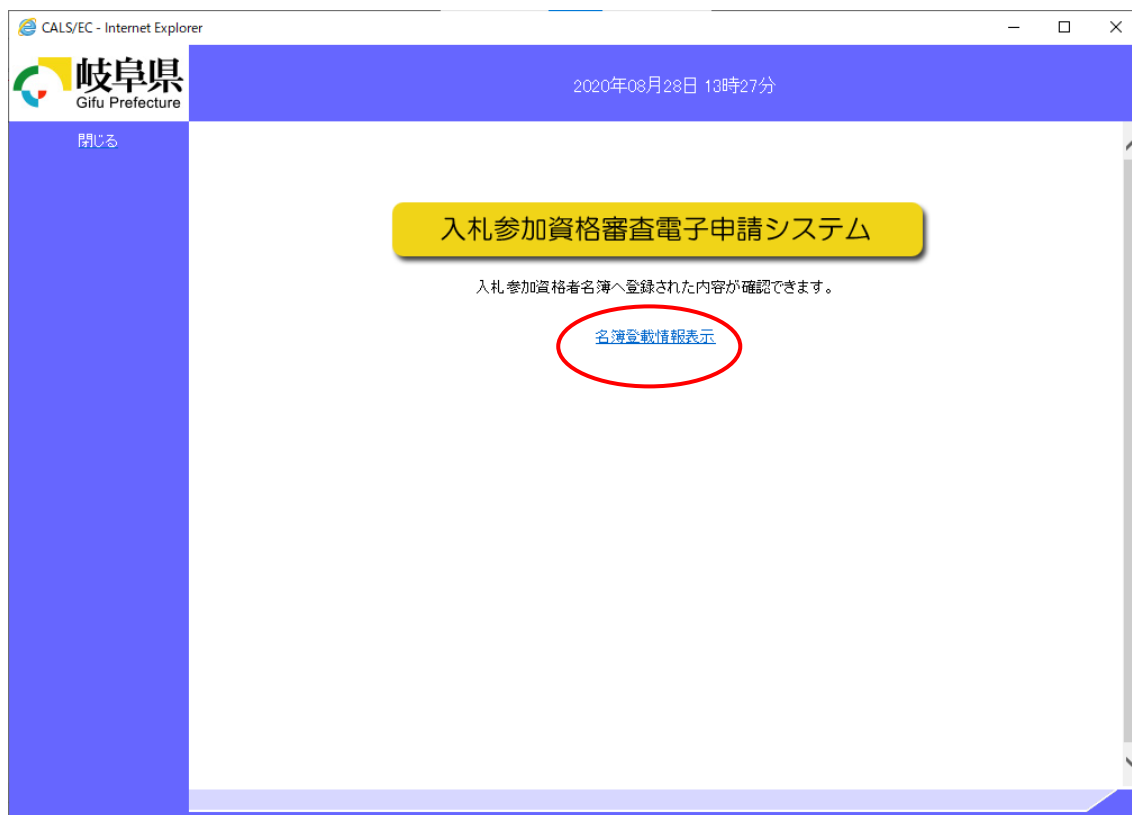 CALS/EC - Internet Explorer
岐阜県
Gifu Prefecture
2020年08月28日 13時27分
閉じる
入札参加資格審査電子申請システム
入札参加資格者名簿へ登録された内容が確認できます。
名簿登載情報表示